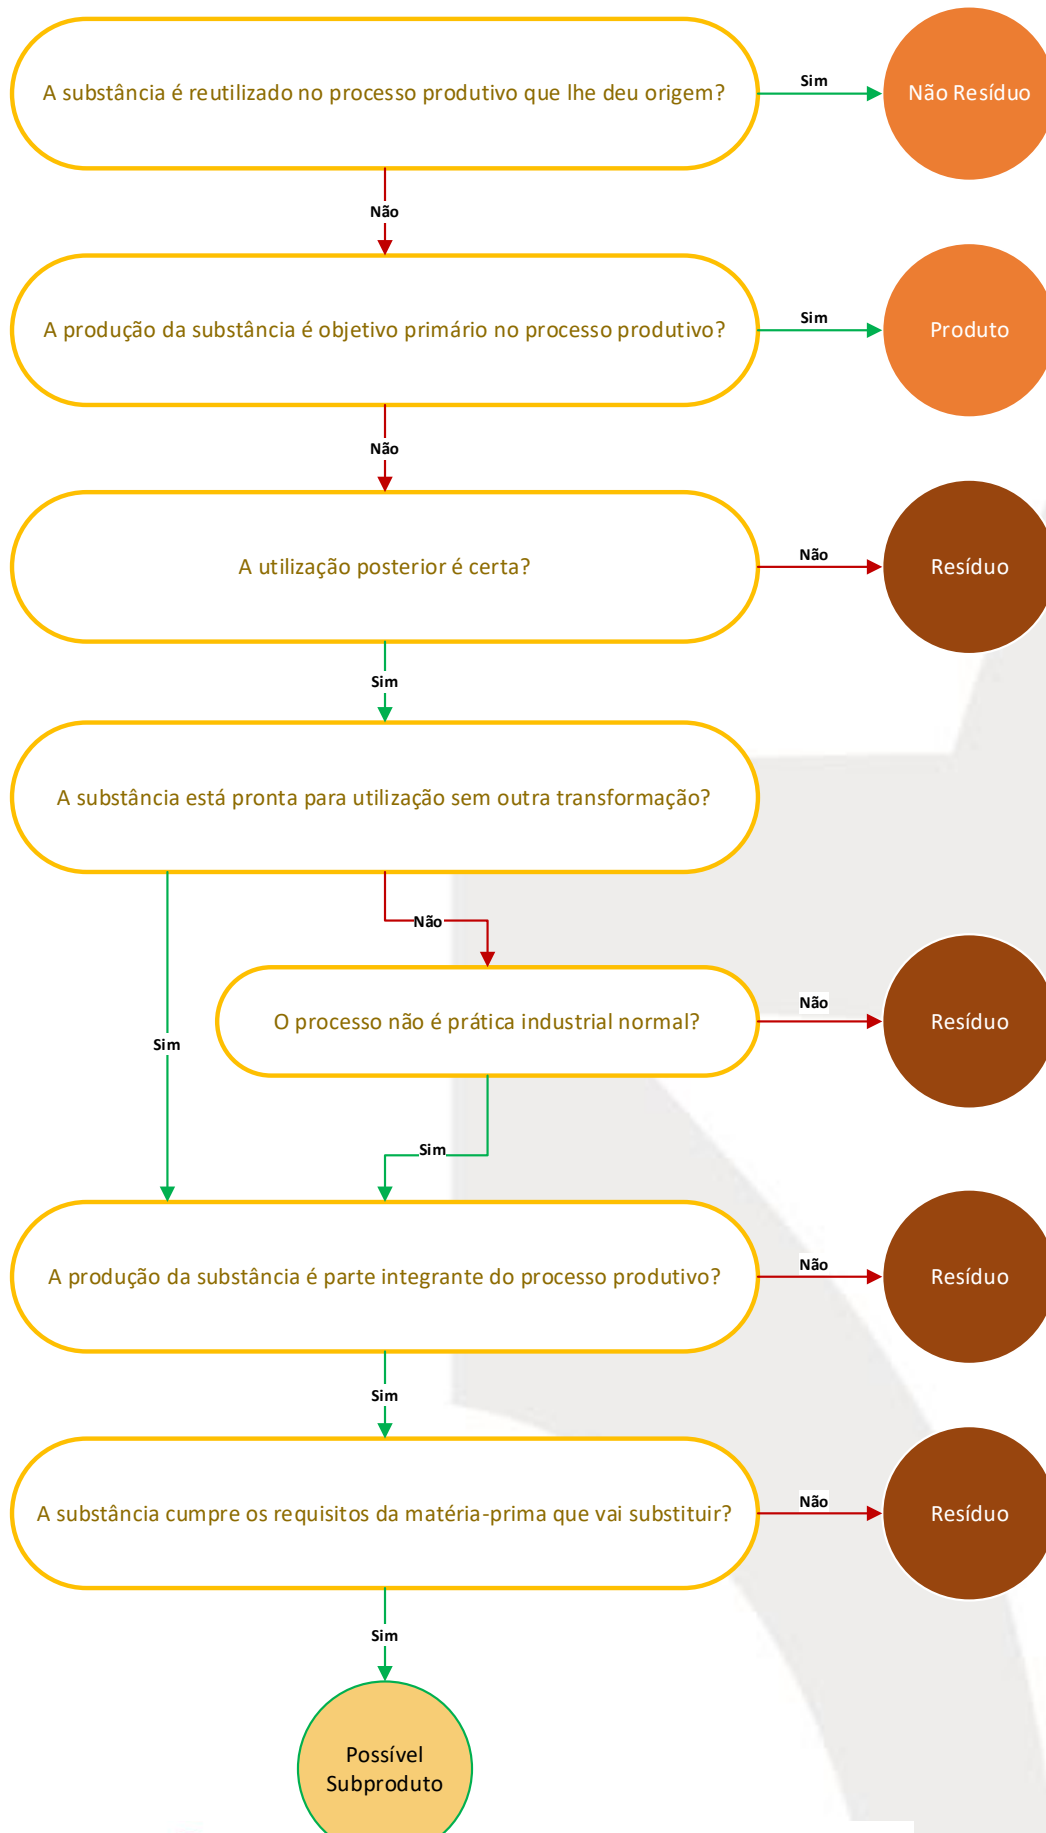 A substância é reutilizado no processo produtivo que lhe deu origem?
Sim
Não Resíduo
Não
A produção da substância é objetivo primário no processo produtivo?
Sim
Produto
Não
A utilização posterior é certa?
Não
Resíduo
Sim
A substância está pronta para utilização sem outra transformação?
Não
O processo não é prática industrial normal?
Não
Resíduo
Sim
Sim
A produção da substância é parte integrante do processo produtivo?
Não
Resíduo
Sim
A substância cumpre os requisitos da matéria-prima que vai substituir?
Não
Resíduo
Sim
Possível
Subproduto